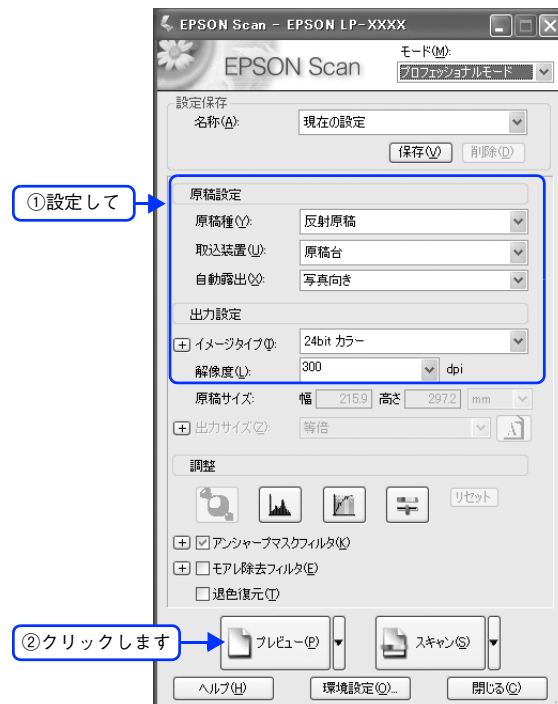 EPSON Scan - EPSON LP-XXXX
EPSON Scan
モード(M):
プロフェッショナルモード
設定保存
名称(A): 現在の設定
保存(V) 削除(D)
①設定して
原稿設定
原稿種(Y): 反射原稿
取込装置(U): 原稿台
自動露出(X): 写真向き
出力設定
イメージタイプ(I): 24bit カラー
解像度(L): 300 dpi
原稿サイズ: 幅 215.9 高さ 297.2 mm
出力サイズ(Z): 等倍 A
調整
リセット
アンシャープマスクフィルタ(K)
モアレ除去フィルタ(E)
退色復元(T)
②クリックします
プレビュー(P) スキャン(S)
ヘルプ(H) 環境設定(O)... 閉じる(C)